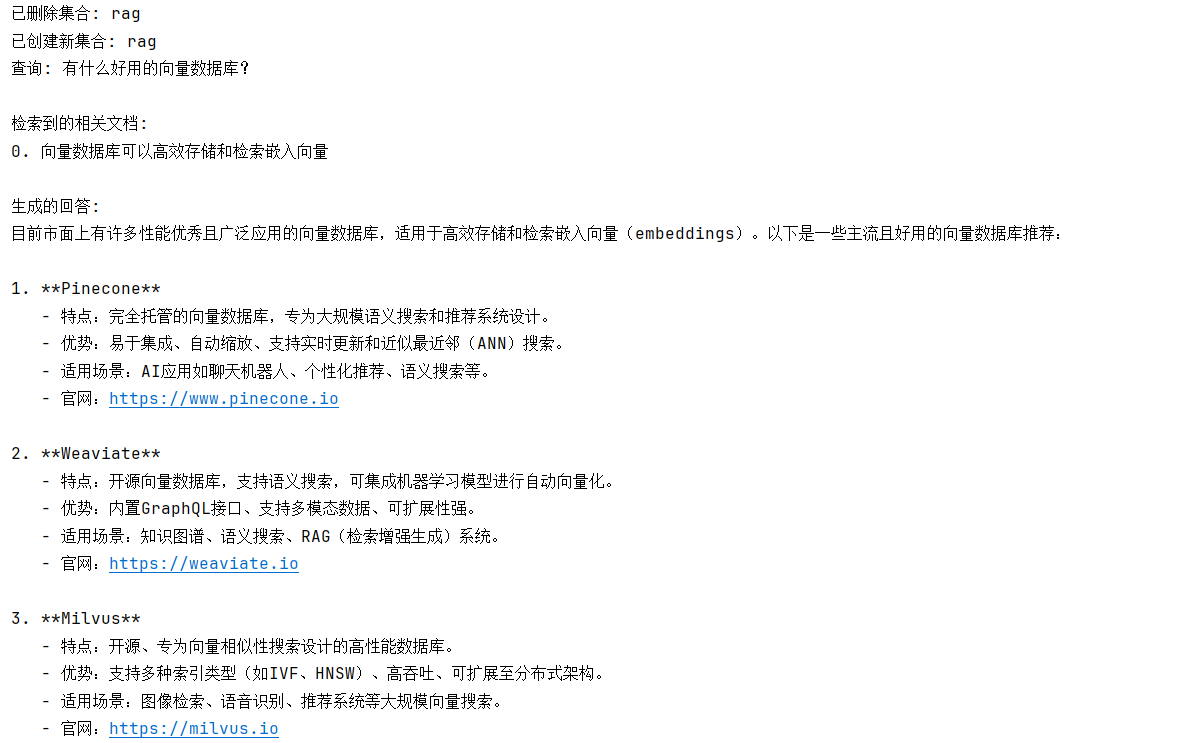 已删除集合: rag
已创建新集合: rag
查询: 有什么好用的向量数据库?
检索到的相关文档:
0. 向量数据库可以高效存储和检索嵌入向量
生成的回答:
目前市面上有许多性能优秀且广泛应用的向量数据库，适用于高效存储和检索嵌入向量（embeddings）。以下是一些主流且好用的向量数据库推荐：
1. **Pinecone**
- 特点：完全托管的向量数据库，专为大规模语义搜索和推荐系统设计。
- 优势：易于集成、自动缩放、支持实时更新和近似最近邻（ANN）搜索。
- 适用场景：AI应用如聊天机器人、个性化推荐、语义搜索等。
- 官网：https://www.pinecone.io
2. **Weaviate**
- 特点：开源向量数据库，支持语义搜索，可集成机器学习模型进行自动向量化。
- 优势：内置GraphQL接口、支持多模态数据、可扩展性强。
- 适用场景：知识图谱、语义搜索、RAG（检索增强生成）系统。
- 官网：https://weaviate.io
3. **Milvus**
- 特点：开源、专为向量相似性搜索设计的高性能数据库。
- 优势：支持多种索引类型（如IVF、HNSW）、高吞吐、可扩展至分布式架构。
- 适用场景：图像检索、语音识别、推荐系统等大规模向量搜索。
- 官网：https://milvus.io